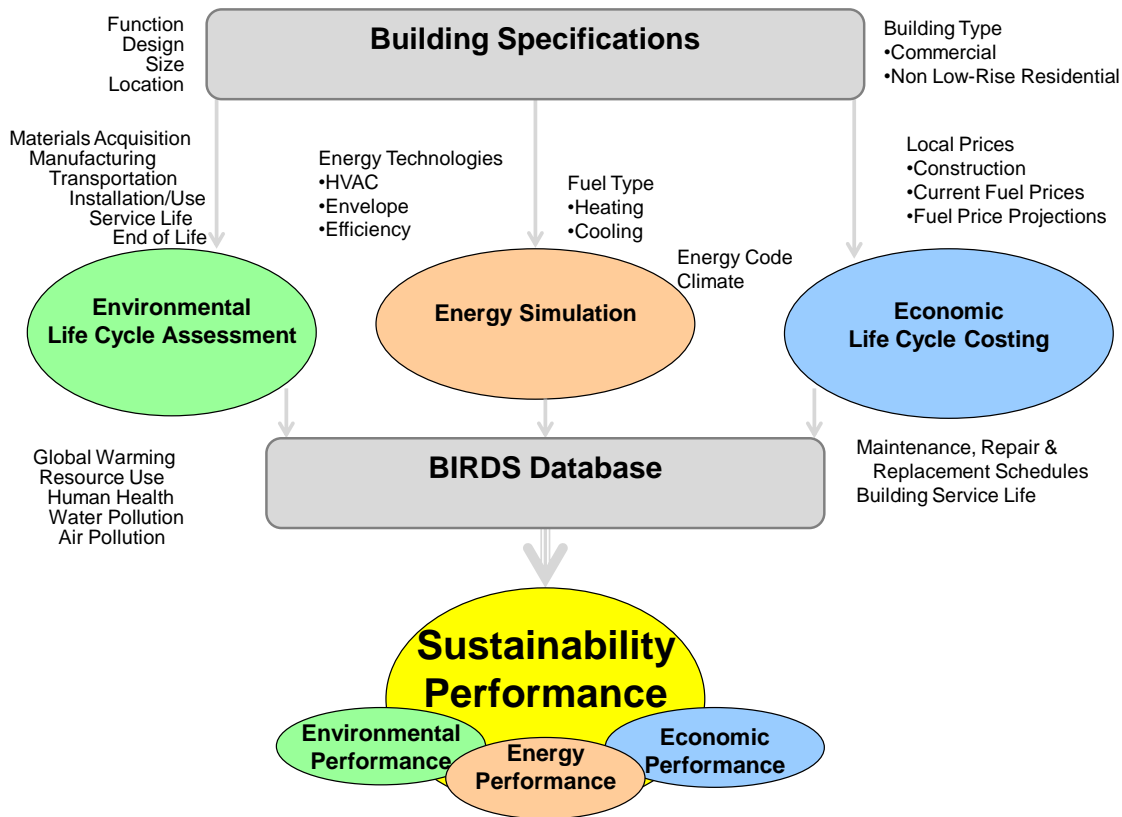 Function
Design
Size
Location
Building Specifications
Building Type
•Commercial
•Non Low-Rise Residential
Materials Acquisition
Manufacturing
Transportation
Installation/Use
Service Life
End of Life
Energy Technologies
•HVAC
•Envelope
•Efficiency
Fuel Type
•Heating
•Cooling
Local Prices
•Construction
•Current Fuel Prices
•Fuel Price Projections
Energy Code
Climate
Environmental
Life Cycle Assessment
Energy Simulation
Economic
Life Cycle Costing
Global Warming
Resource Use
Human Health
Water Pollution
Air Pollution
BIRDS Database
Maintenance, Repair &
Replacement Schedules
Building Service Life
Sustainability
Performance
Environmental
Performance
Energy
Performance
Economic
Performance